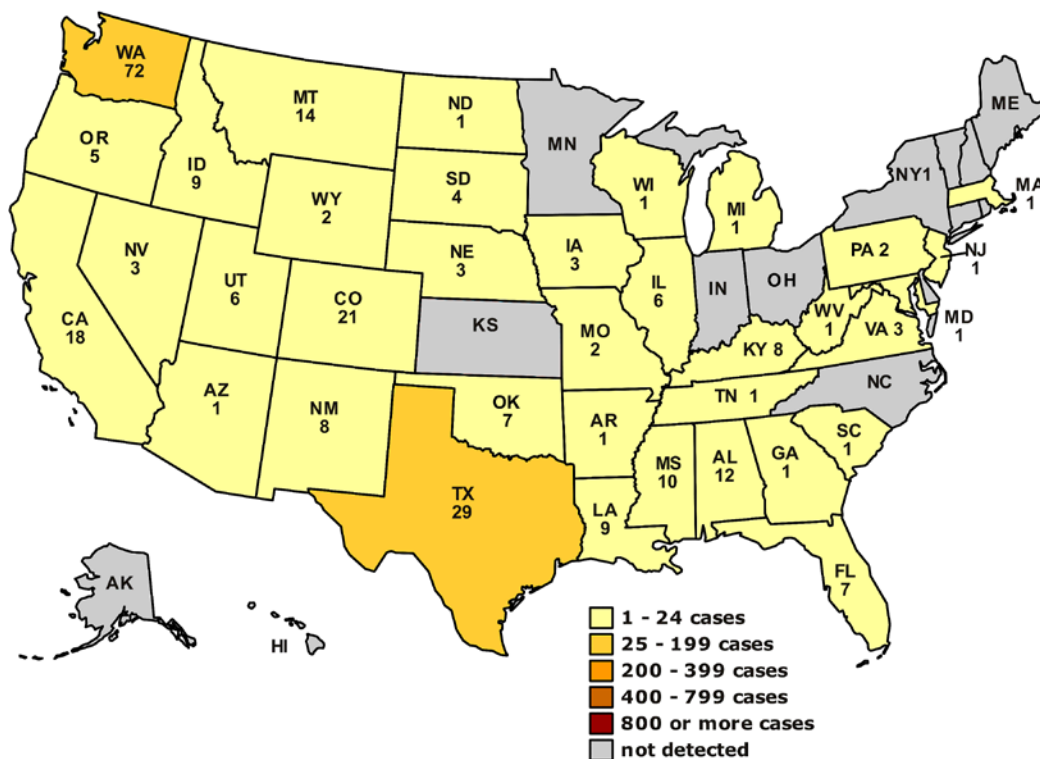 WA
72
MT
14
ND
1
MN
ME
OR
5
ID
9
WY
2
SD
4
WI
1
MI
1
NY1
MA
1
NV
3
UT
6
CO
21
NE
3
IA
3
IL
6
IN
OH
PA 2
NJ
1
CA
18
KS
MO
2
KY 8
WV
1
VA 3
MD
1
AZ
1
NM
8
OK
7
AR
1
TN 1
NC
TX
29
LA
9
MS
10
AL
12
GA
1
SC
1
FL
7
AK
HI
1 - 24 cases
25 - 199 cases
200 - 399 cases
400 - 799 cases
800 or more cases
not detected